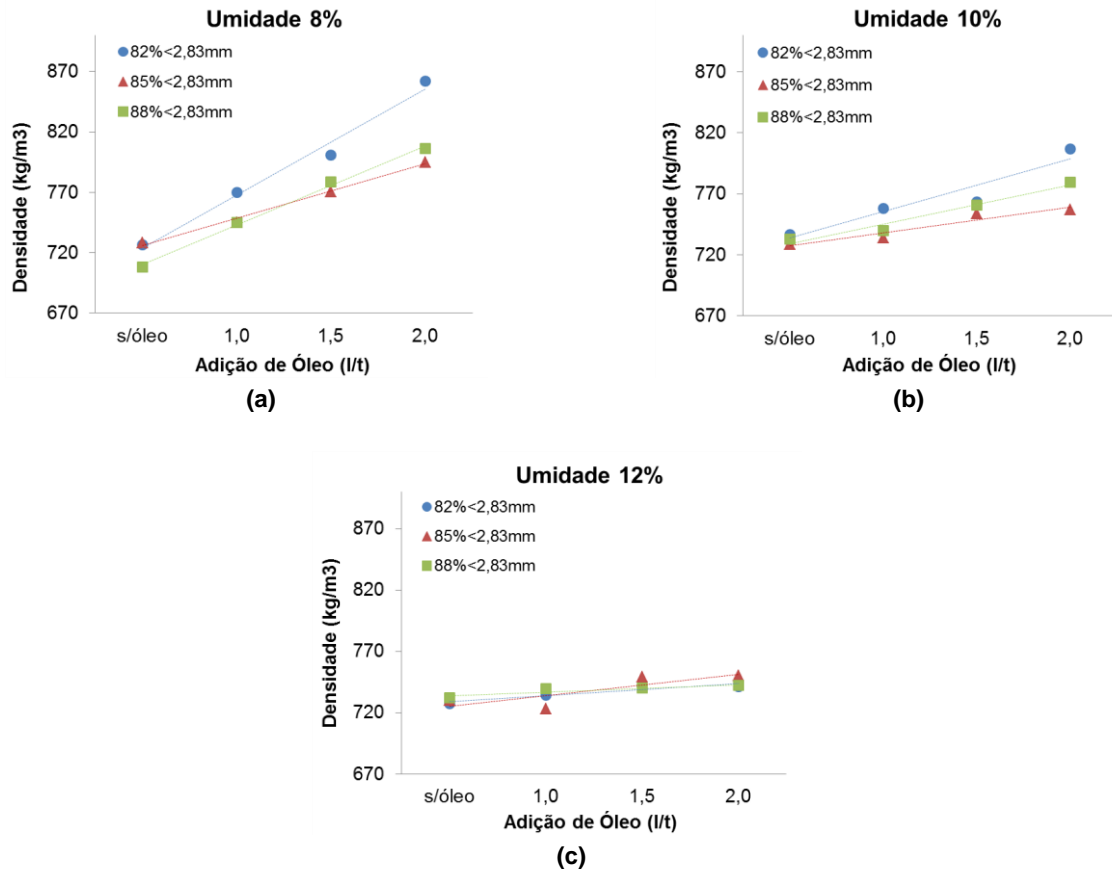 Umidade 8%
82%<2,83mm
85%<2,83mm
88%<2,83mm
870
820
770
720
670
Densidade (kg/m3)
s/óleo 1,0 1,5 2,0
Adição de Óleo (l/t)
(a)
Umidade 10%
82%<2,83mm
85%<2,83mm
88%<2,83mm
870
820
770
720
670
Densidade (kg/m3)
s/óleo 1,0 1,5 2,0
Adição de Óleo (l/t)
(b)
Umidade 12%
82%<2,83mm
85%<2,83mm
88%<2,83mm
870
820
770
720
670
Densidade (kg/m3)
s/óleo 1,0 1,5 2,0
Adição de Óleo (l/t)
(c)